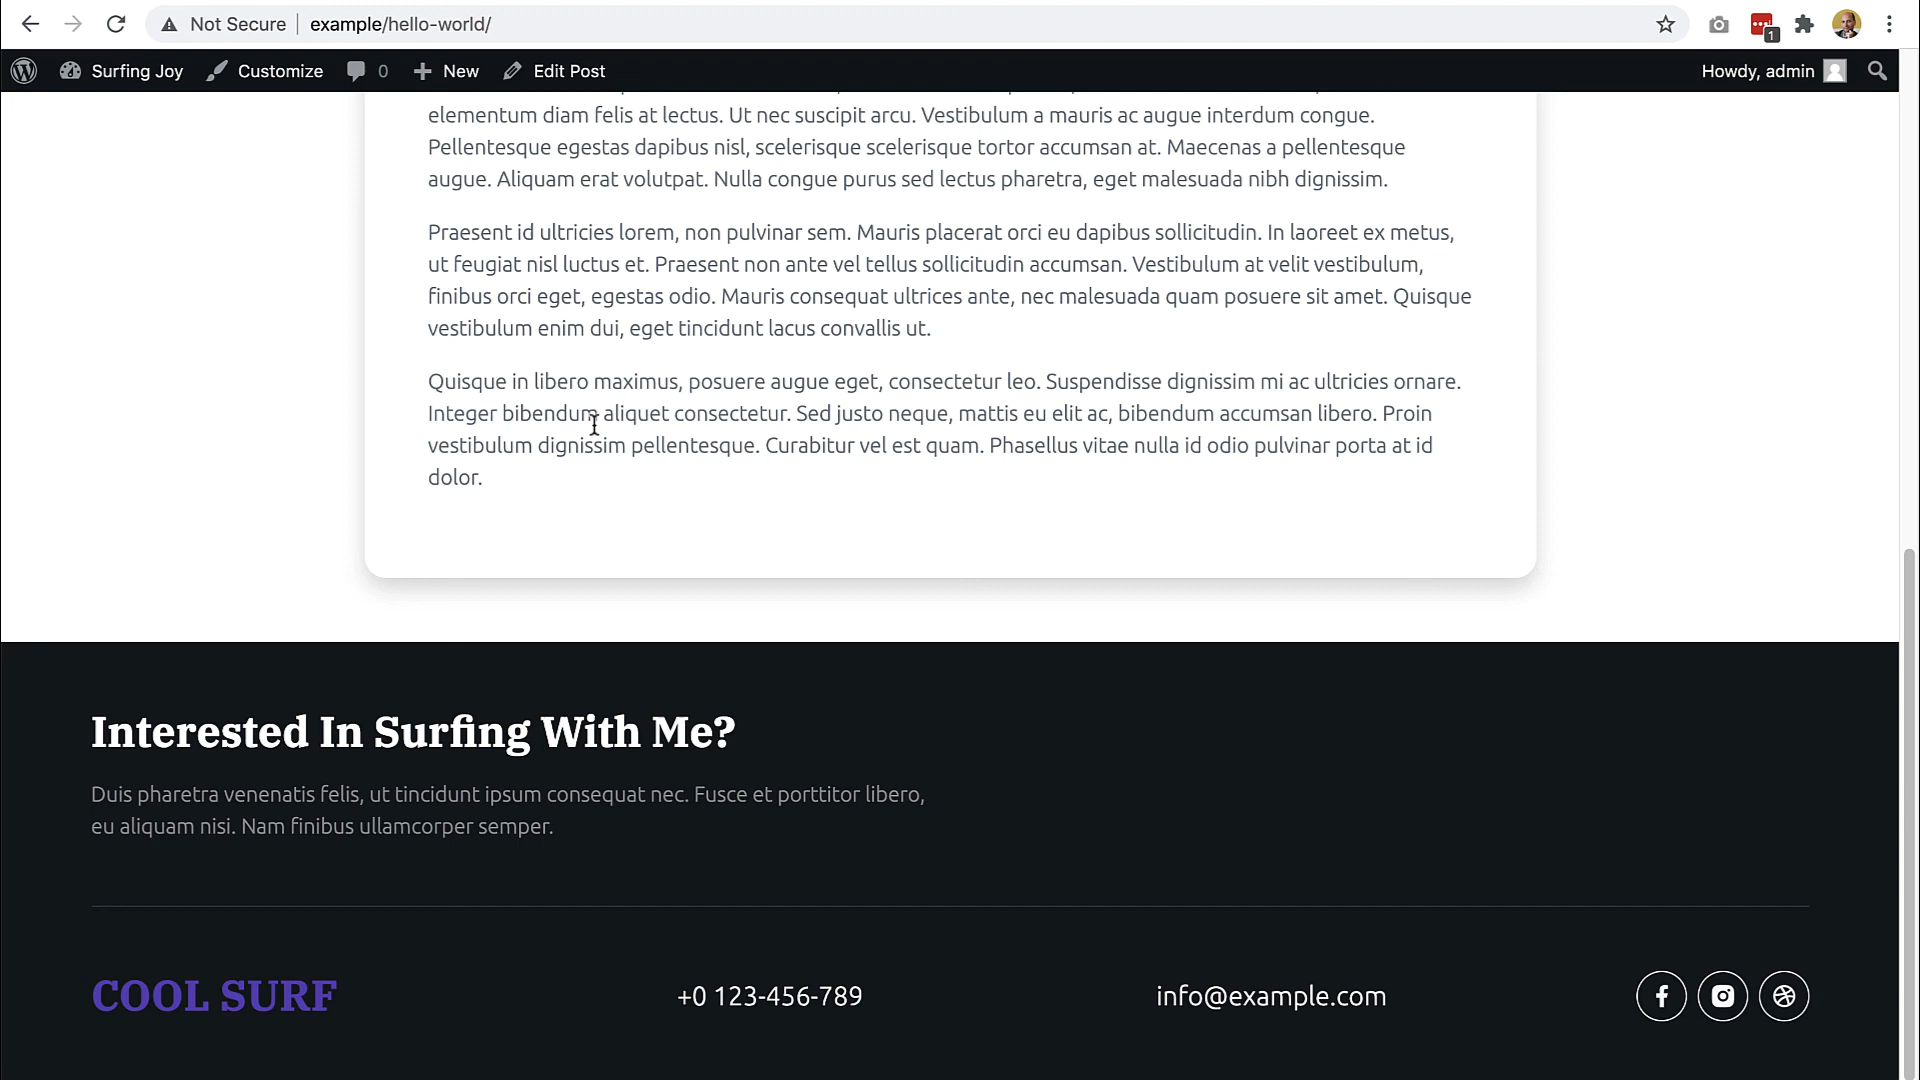 Not Secure example/hello-world/ 1
Surfing Joy Customize 0 New Edit Post Howdy, admin
elementum diam felis at lectus. Ut nec suscipit arcu. Vestibulum a mauris ac augue interdum congue.
Pellentesque egestas dapibus nisl, scelerisque scelerisque tortor accumsan at. Maecenas a pellentesque
augue. Aliquam erat volutpat. Nulla congue purus sed lectus pharetra, eget malesuada nibh dignissim.
Praesent id ultricies lorem, non pulvinar sem. Mauris placerat orci eu dapibus sollicitudin. In laoreet ex metus,
ut feugiat nisl luctus et. Praesent non ante vel tellus sollicitudin accumsan. Vestibulum at velit vestibulum,
finibus orci eget, egestas odio. Mauris consequat ultrices ante, nec malesuada quam posuere sit amet. Quisque
vestibulum enim dui, eget tincidunt lacus convallis ut.
Quisque in libero maximus, posuere augue eget, consectetur leo. Suspendisse dignissim mi ac ultricies ornare.
Integer bibendum aliquet consectetur. Sed justo neque, mattis eu elit ac, bibendum accumsan libero. Proin
vestibulum dignissim pellentesque. Curabitur vel est quam. Phasellus vitae nulla id odio pulvinar porta at id
dolor.
Interested In Surfing With Me?
Duis pharetra venenatis felis, ut tincidunt ipsum consequat nec. Fusce et porttitor libero,
eu aliquam nisi. Nam finibus ullamcorper semper.
COOL SURF +0 123-456-789 info@example.com